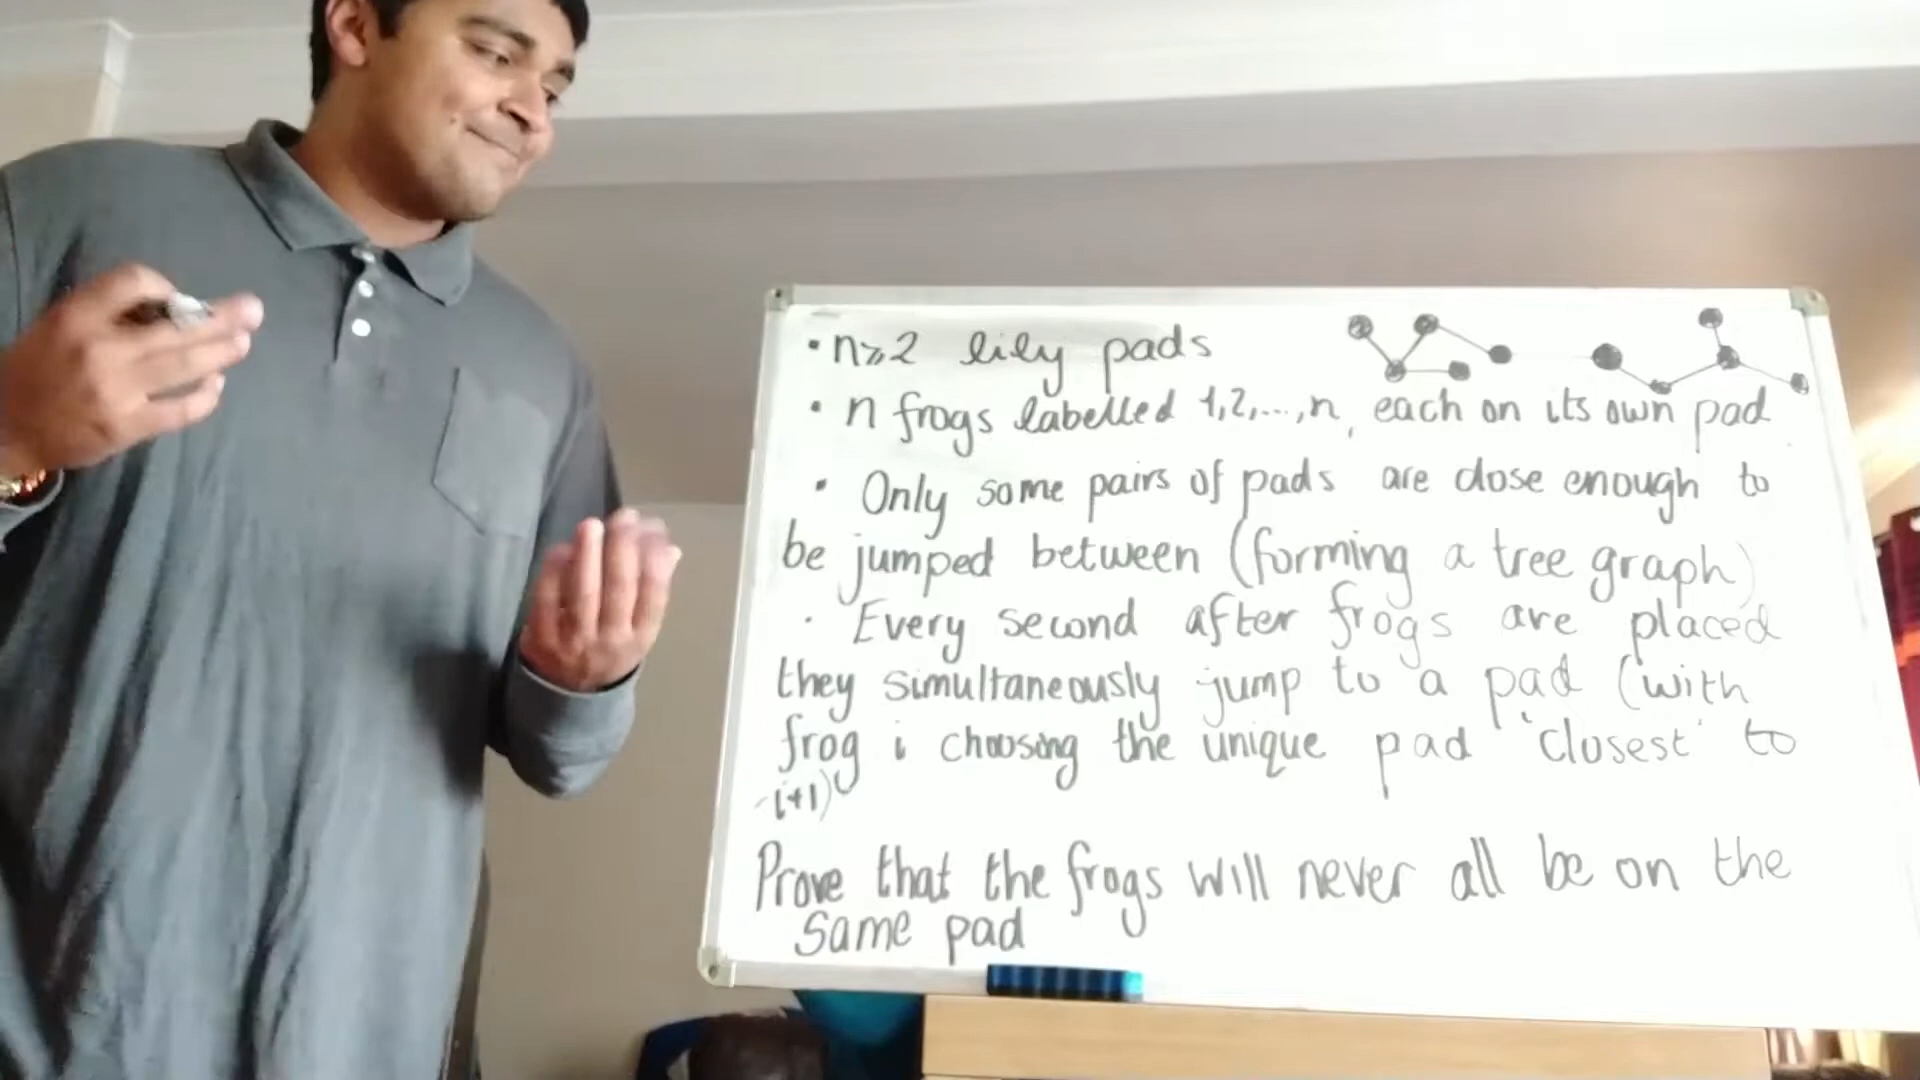 • n⩾2 lily pads
• n frogs labelled 1,2,...,n, each on its own pad
• Only some pairs of pads are close enough to
be jumped between (forming a tree graph)
• Every second after frogs are placed
they simultaneously jump to a pad (with
frog i choosing the unique pad 'closest' to
i+1)
Prove that the frogs will never all be on the
same pad